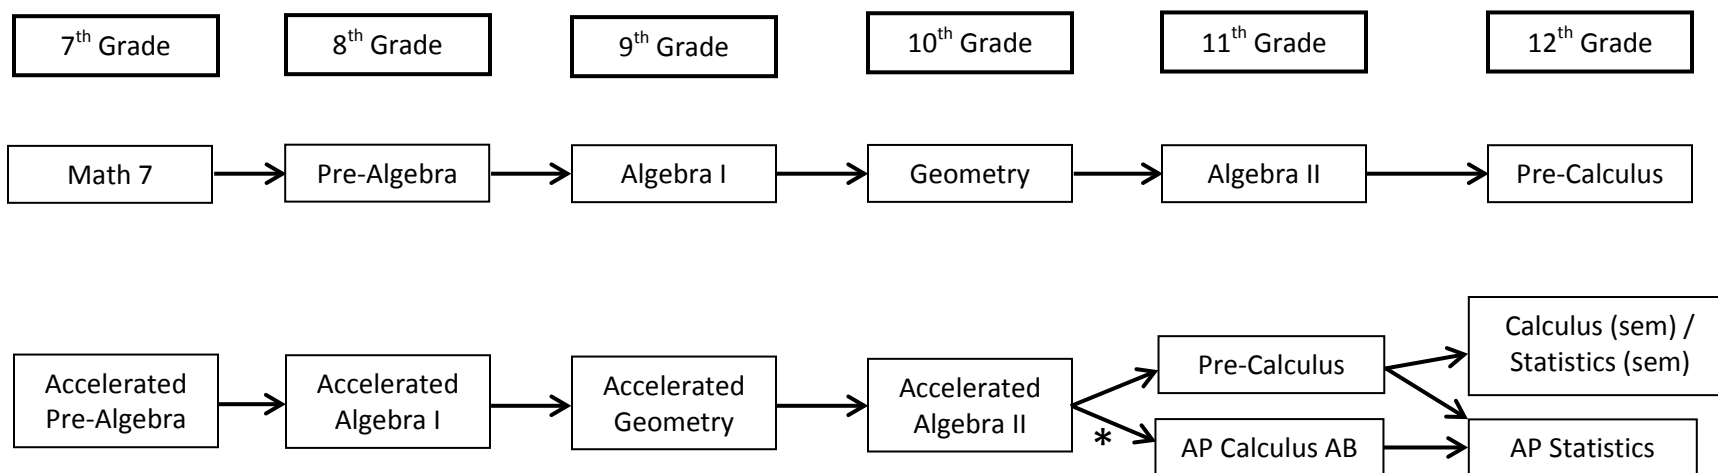 7th Grade
8th Grade
9th Grade
10th Grade
11th Grade
12th Grade
Math 7
Pre-Algebra
Algebra I
Geometry
Algebra II
Pre-Calculus
Accelerated
Pre-Algebra
Accelerated
Algebra I
Accelerated
Geometry
Accelerated
Algebra II
*
Pre-Calculus
AP Calculus AB
Calculus (sem) /
Statistics (sem)
AP Statistics